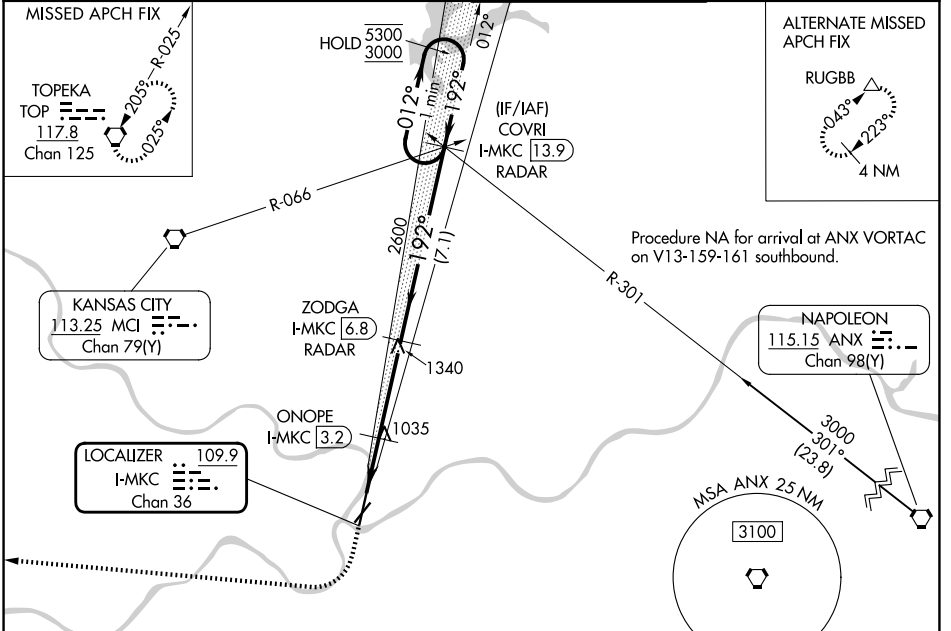 MISSED APCH FIX
R-025
TOPEKA
TOP
117.8
Chan 125
205°
025°
HOLD 5300
3000
012°
012°
1 min
192°
(IF/IAF)
COVRI
I-MKC 13.9
RADAR
ALTERNATE MISSED
APCH FIX
RUGBB
043°
223°
4 NM
R-066
2600
192°
(7.1)
Procedure NA for arrival at ANX VORTAC
on V13-159-161 southbound.
R-301
KANSAS CITY
113.25 MCI
Chan 79(Y)
ZODGA
I-MKC 6.8
RADAR
1340
NAPOLEON
115.15 ANX
Chan 98(Y)
ONOPE
I-MKC 3.2
1035
3000
301°
(23.8)
LOCALIZER 109.9
I-MKC
Chan 36
MSA ANX 25 NM
3100